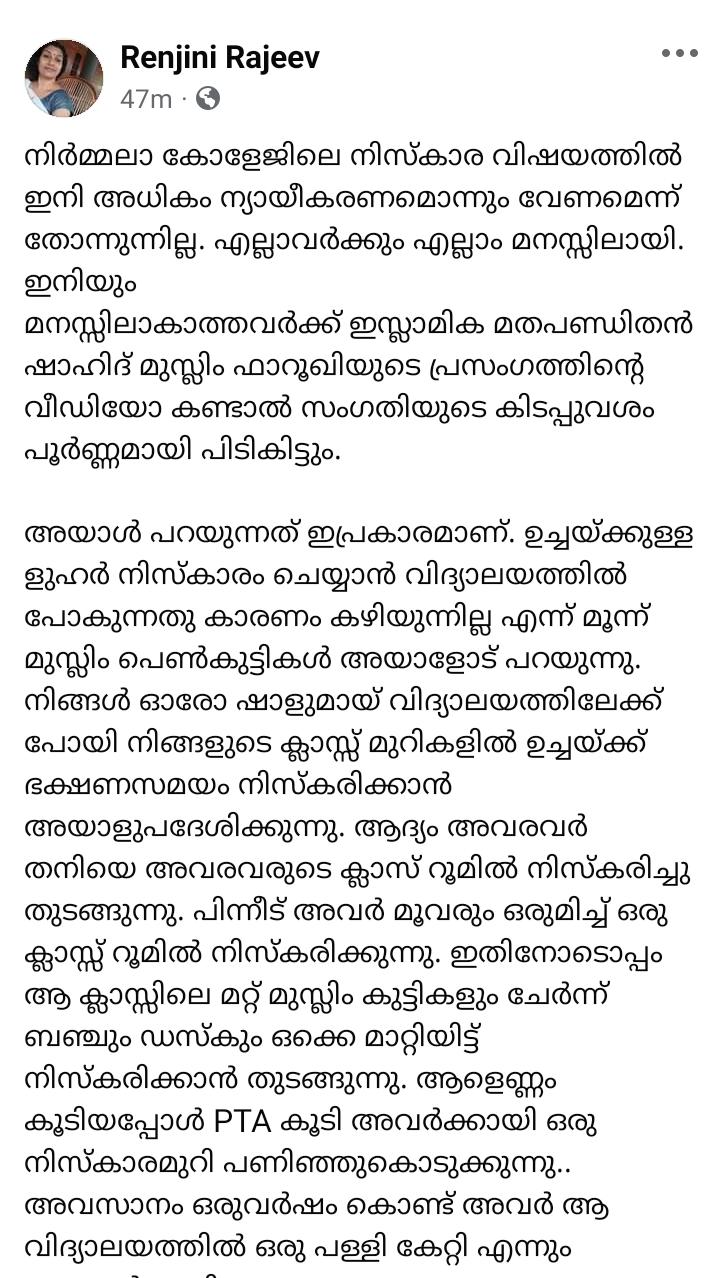 Renjini Rajeev
47m ·
നിർമ്മലാ കോളേജിലെ നിസ്കാര വിഷയത്തിൽ
ഇനി അധികം ന്യായീകരണമൊന്നും വേണമെന്ന്
തോന്നുന്നില്ല. എല്ലാവർക്കും എല്ലാം മനസ്സിലായി.
ഇനിയും
മനസ്സിലാകാത്തവർക്ക് ഇസ്ലാമിക മതപണ്ഡിതൻ
ഷാഹിദ് മുസ്ലിം ഫാറൂഖിയുടെ പ്രസംഗത്തിന്റെ
വീഡിയോ കണ്ടാൽ സംഗതിയുടെ കിടപ്പുവശം
പൂർണ്ണമായി പിടികിട്ടും.
അയാൾ പറയുന്നത് ഇപ്രകാരമാണ്. ഉച്ചയ്ക്കുള്ള
ളുഹർ നിസ്കാരം ചെയ്യാൻ വിദ്യാലയത്തിൽ
പോകുന്നതു കാരണം കഴിയുന്നില്ല എന്ന് മൂന്ന്
മുസ്ലിം പെൺകുട്ടികൾ അയാളോട് പറയുന്നു.
നിങ്ങൾ ഓരോ ഷാളുമായ് വിദ്യാലയത്തിലേക്ക്
പോയി നിങ്ങളുടെ ക്ലാസ്സ് മുറികളിൽ ഉച്ചയ്ക്ക്
ഭക്ഷണസമയം നിസ്കരിക്കാൻ
അയാളുപദേശിക്കുന്നു. ആദ്യം അവരവർ
തനിയെ അവരവരുടെ ക്ലാസ് റൂമിൽ നിസ്കരിച്ചു
തുടങ്ങുന്നു. പിന്നീട് അവർ മൂവരും ഒരുമിച്ച് ഒരു
ക്ലാസ്സ് റൂമിൽ നിസ്കരിക്കുന്നു. ഇതിനോടൊപ്പം
ആ ക്ലാസ്സിലെ മറ്റ് മുസ്ലിം കുട്ടികളും ചേർന്ന്
ബഞ്ചും ഡസ്കും ഒക്കെ മാറ്റിയിട്ട്
നിസ്കരിക്കാൻ തുടങ്ങുന്നു. ആളെണ്ണം
കൂടിയപ്പോൾ PTA കൂടി അവർക്കായി ഒരു
നിസ്കാരമുറി പണിഞ്ഞുകൊടുക്കുന്നു..
അവസാനം ഒരുവർഷം കൊണ്ട് അവർ ആ
വിദ്യാലയത്തിൽ ഒരു പള്ളി കേറ്റി എന്നും